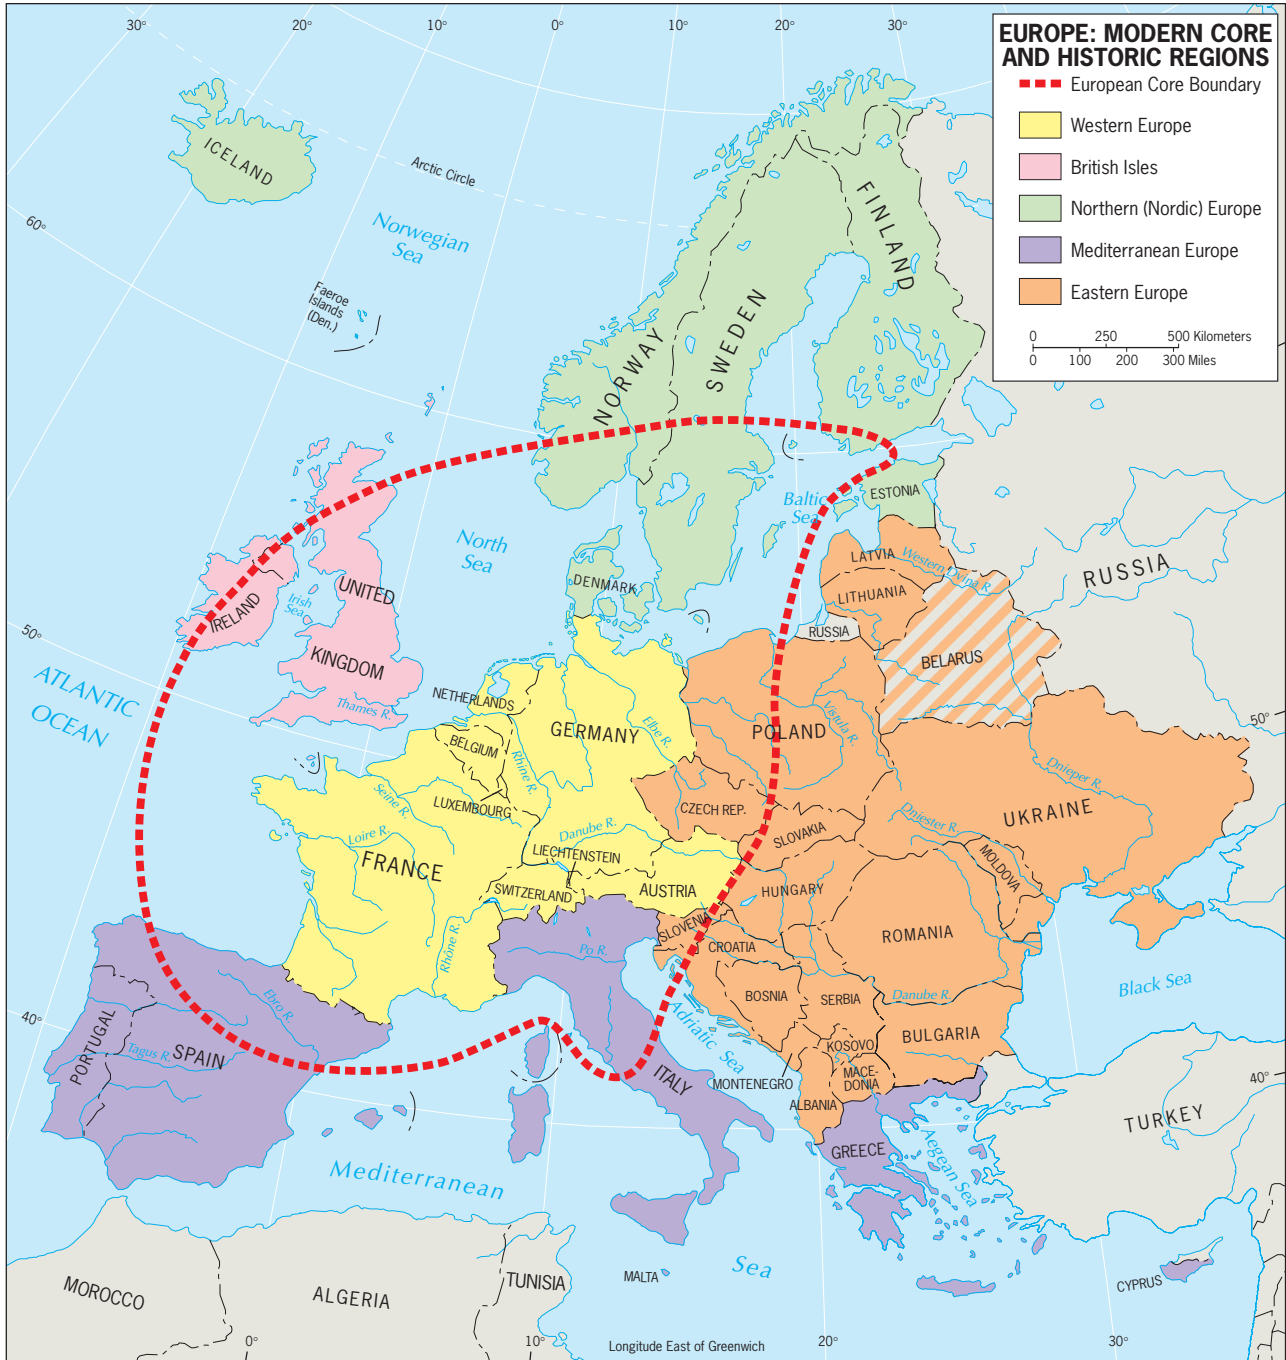 30°
20°
10°
0°
10°
20°
30°
EUROPE: MODERN CORE
AND HISTORIC REGIONS
European Core Boundary
Western Europe
British Isles
Northern (Nordic) Europe
Mediterranean Europe
Eastern Europe
0 250 500 Kilometers
0 100 200 300 Miles
ICELAND
Arctic Circle
60°
Norwegian
Sea
Faeroe
Islands
(Den.)
FINLAND
SWEDEN
NORWAY
Baltic
Sea
ESTONIA
North
Sea
LATVIA
Western Dvina R.
RUSSIA
DENMARK
LITHUANIA
UNITED
KINGDOM
Irish
Sea
IRELAND
RUSSIA
BELARUS
50°
ATLANTIC
OCEAN
Thames R.
NETHERLANDS
GERMANY
Elbe R.
POLAND
Vistula R.
50°
BELGIUM
Rhine R.
Dnieper R.
Seine R.
LUXEMBOURG
CZECH REP.
UKRAINE
Loire R.
Danube R.
SLOVAKIA
Dniester R.
FRANCE
LIECHTENSTEIN
MOLDOVA
SWITZERLAND
AUSTRIA
HUNGARY
SLOVENIA
CROATIA
ROMANIA
Rhône R.
Po R.
Black Sea
BOSNIA
SERBIA
Danube R.
Ebro R.
40°
Adriatic Sea
BULGARIA
KOSOVO
PORTUGAL
Tagus R.
SPAIN
ITALY
MONTENEGRO
MACE-
DONIA
40°
ALBANIA
TURKEY
GREECE
Aegean Sea
Mediterranean
Sea
MALTA
CYPRUS
MOROCCO
ALGERIA
TUNISIA
0°
10°
Longitude East of Greenwich
20°
30°